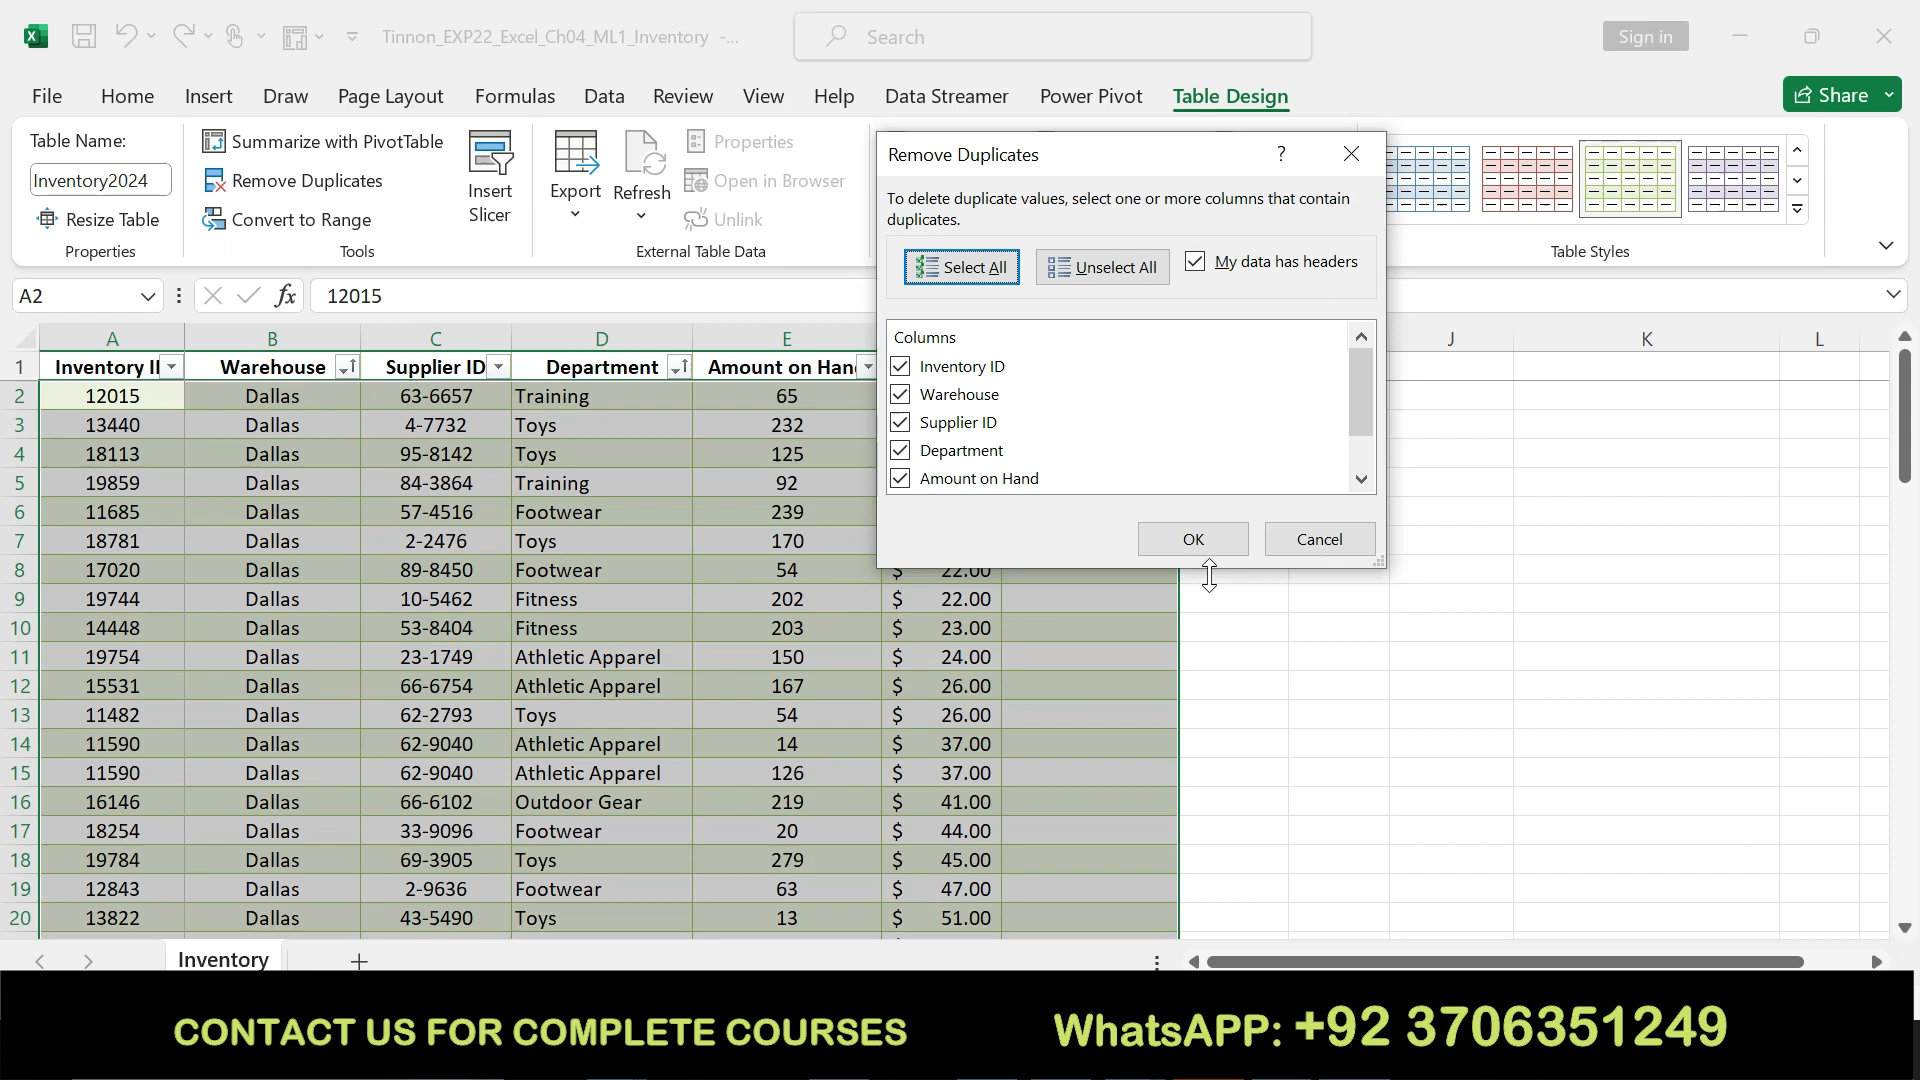 Tinnon_EXP22_Excel_Ch04_ML1_Inventory -...
Search
Sign in
File Home Insert Draw Page Layout Formulas Data Review View Help Data Streamer Power Pivot Table Design
Share
Table Name:
Inventory2024
Resize Table
Properties
Summarize with PivotTable
Remove Duplicates
Convert to Range
Tools
Insert
Slicer
Export
Refresh
Properties
Open in Browser
Unlink
External Table Data
Table Styles
A2
fx
12015
Remove Duplicates
?
To delete duplicate values, select one or more columns that contain
duplicates.
Select All
Unselect All
My data has headers
Columns
Inventory ID
Warehouse
Supplier ID
Department
Amount on Hand
OK
Cancel
A B C D E J K L
1 Inventory II Warehouse Supplier ID Department Amount on Han
2 12015 Dallas 63-6657 Training 65
3 13440 Dallas 4-7732 Toys 232
4 18113 Dallas 95-8142 Toys 125
5 19859 Dallas 84-3864 Training 92
6 11685 Dallas 57-4516 Footwear 239
7 18781 Dallas 2-2476 Toys 170
8 17020 Dallas 89-8450 Footwear 54 $ 22.00
9 19744 Dallas 10-5462 Fitness 202 $ 22.00
10 14448 Dallas 53-8404 Fitness 203 $ 23.00
11 19754 Dallas 23-1749 Athletic Apparel 150 $ 24.00
12 15531 Dallas 66-6754 Athletic Apparel 167 $ 26.00
13 11482 Dallas 62-2793 Toys 54 $ 26.00
14 11590 Dallas 62-9040 Athletic Apparel 14 $ 37.00
15 11590 Dallas 62-9040 Athletic Apparel 126 $ 37.00
16 16146 Dallas 66-6102 Outdoor Gear 219 $ 41.00
17 18254 Dallas 33-9096 Footwear 20 $ 44.00
18 19784 Dallas 69-3905 Toys 279 $ 45.00
19 12843 Dallas 2-9636 Footwear 63 $ 47.00
20 13822 Dallas 43-5490 Toys 13 $ 51.00
Inventory
CONTACT US FOR COMPLETE COURSES WhatsAPP: +92 3706351249